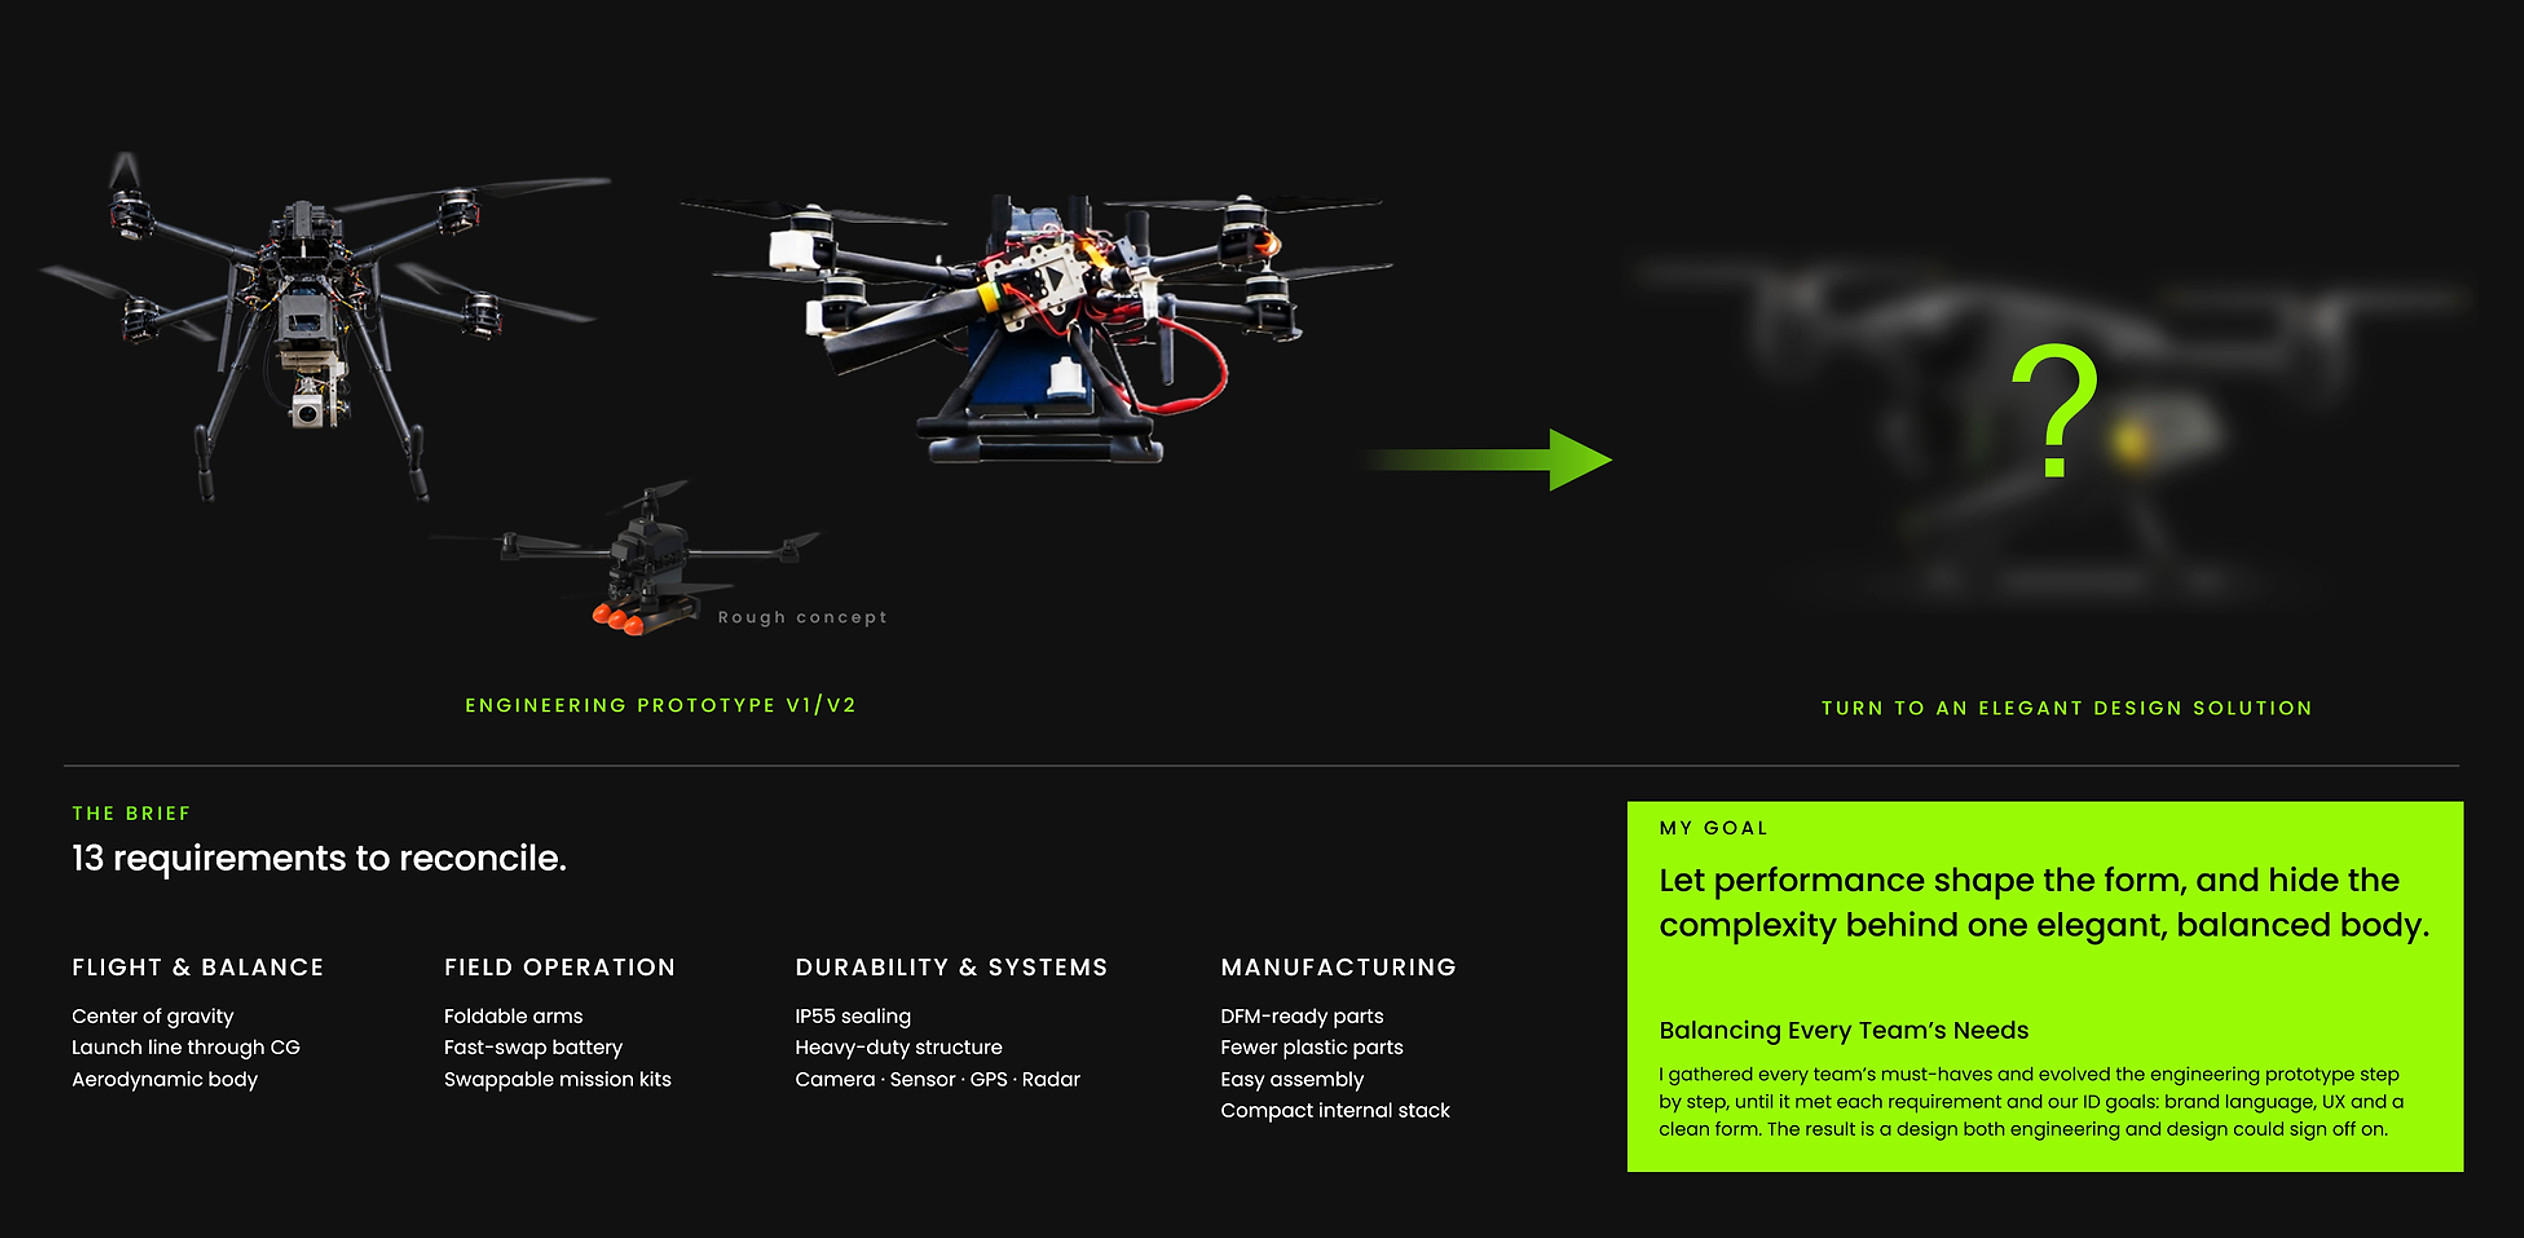 ?
Rough concept
ENGINEERING PROTOTYPE V1/V2
TURN TO AN ELEGANT DESIGN SOLUTION
THE BRIEF
13 requirements to reconcile.
FLIGHT & BALANCE
Center of gravity
Launch line through CG
Aerodynamic body
FIELD OPERATION
Foldable arms
Fast-swap battery
Swappable mission kits
DURABILITY & SYSTEMS
IP55 sealing
Heavy-duty structure
Camera · Sensor · GPS · Radar
MANUFACTURING
DFM-ready parts
Fewer plastic parts
Easy assembly
Compact internal stack
MY GOAL
Let performance shape the form, and hide the
complexity behind one elegant, balanced body.
Balancing Every Team’s Needs
I gathered every team’s must-haves and evolved the engineering prototype step
by step, until it met each requirement and our ID goals: brand language, UX and a
clean form. The result is a design both engineering and design could sign off on.